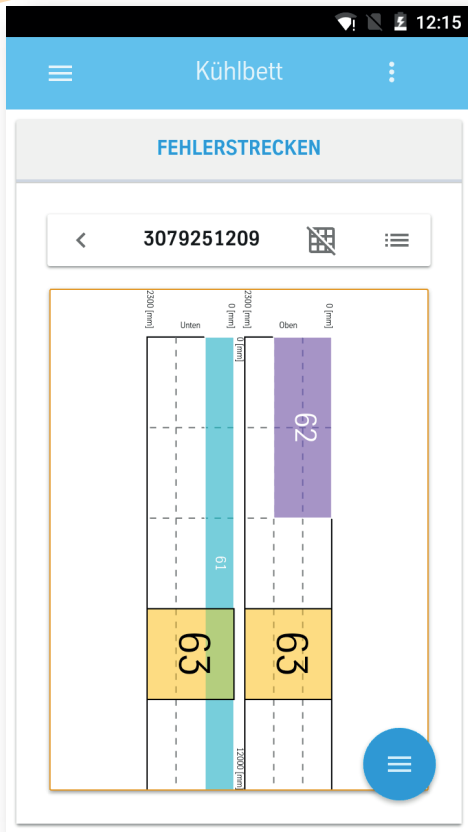 12:15
Kühlbett
FEHLERSTRECKEN
3079251209
2300 [mm]
Unten
0 [mm]
2300 [mm]
Oben
0 [mm]
0 [mm]
62
61
63
63
12000 [mm]